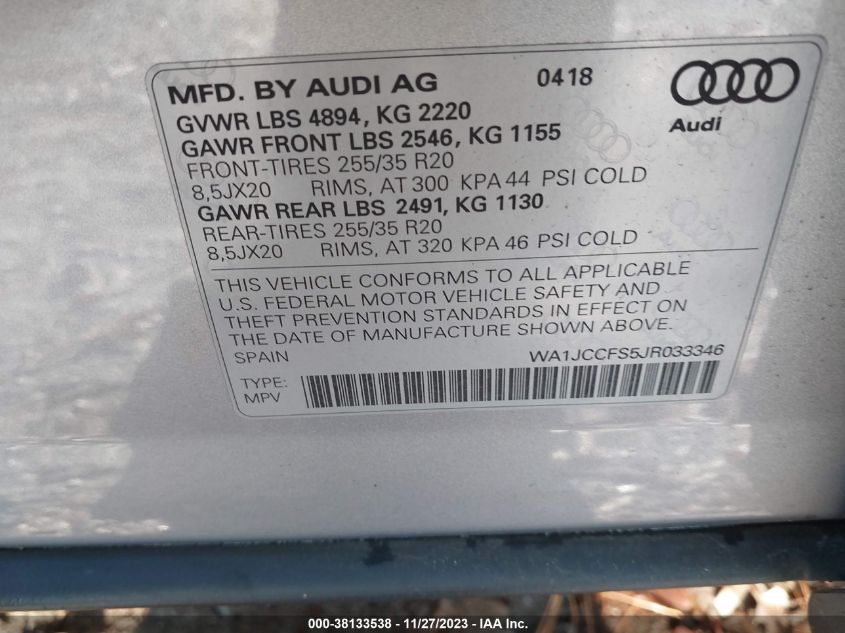 MFD. BY AUDI AG 0418
GVWR LBS 4894, KG 2220
GAWR FRONT LBS 2546, KG 1155
FRONT-TIRES 255/35 R20
8,5JX20 RIMS, AT 300 KPA 44 PSI COLD
GAWR REAR LBS 2491, KG 1130
REAR-TIRES 255/35 R20
8,5JX20 RIMS, AT 320 KPA 46 PSI COLD
Audi
THIS VEHICLE CONFORMS TO ALL APPLICABLE
U.S. FEDERAL MOTOR VEHICLE SAFETY AND
THEFT PREVENTION STANDARDS IN EFFECT ON
THE DATE OF MANUFACTURE SHOWN ABOVE.
SPAIN WA1JCCFS5JR033346
TYPE:
MPV
000-38133538 - 11/27/2023 - IAA Inc.